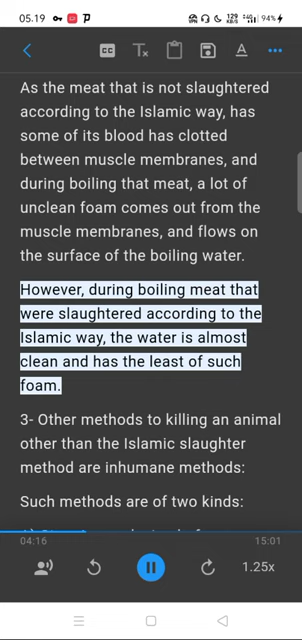 05.19
129
KB/S
4G
94%
CC
As the meat that is not slaughtered
according to the Islamic way, has
some of its blood has clotted
between muscle membranes, and
during boiling that meat, a lot of
unclean foam comes out from the
muscle membranes, and flows on
the surface of the boiling water.
However, during boiling meat that
were slaughtered according to the
Islamic way, the water is almost
clean and has the least of such
foam.
3- Other methods to killing an animal
other than the Islamic slaughter
method are inhumane methods:
Such methods are of two kinds:
04:16
15:01
1.25x